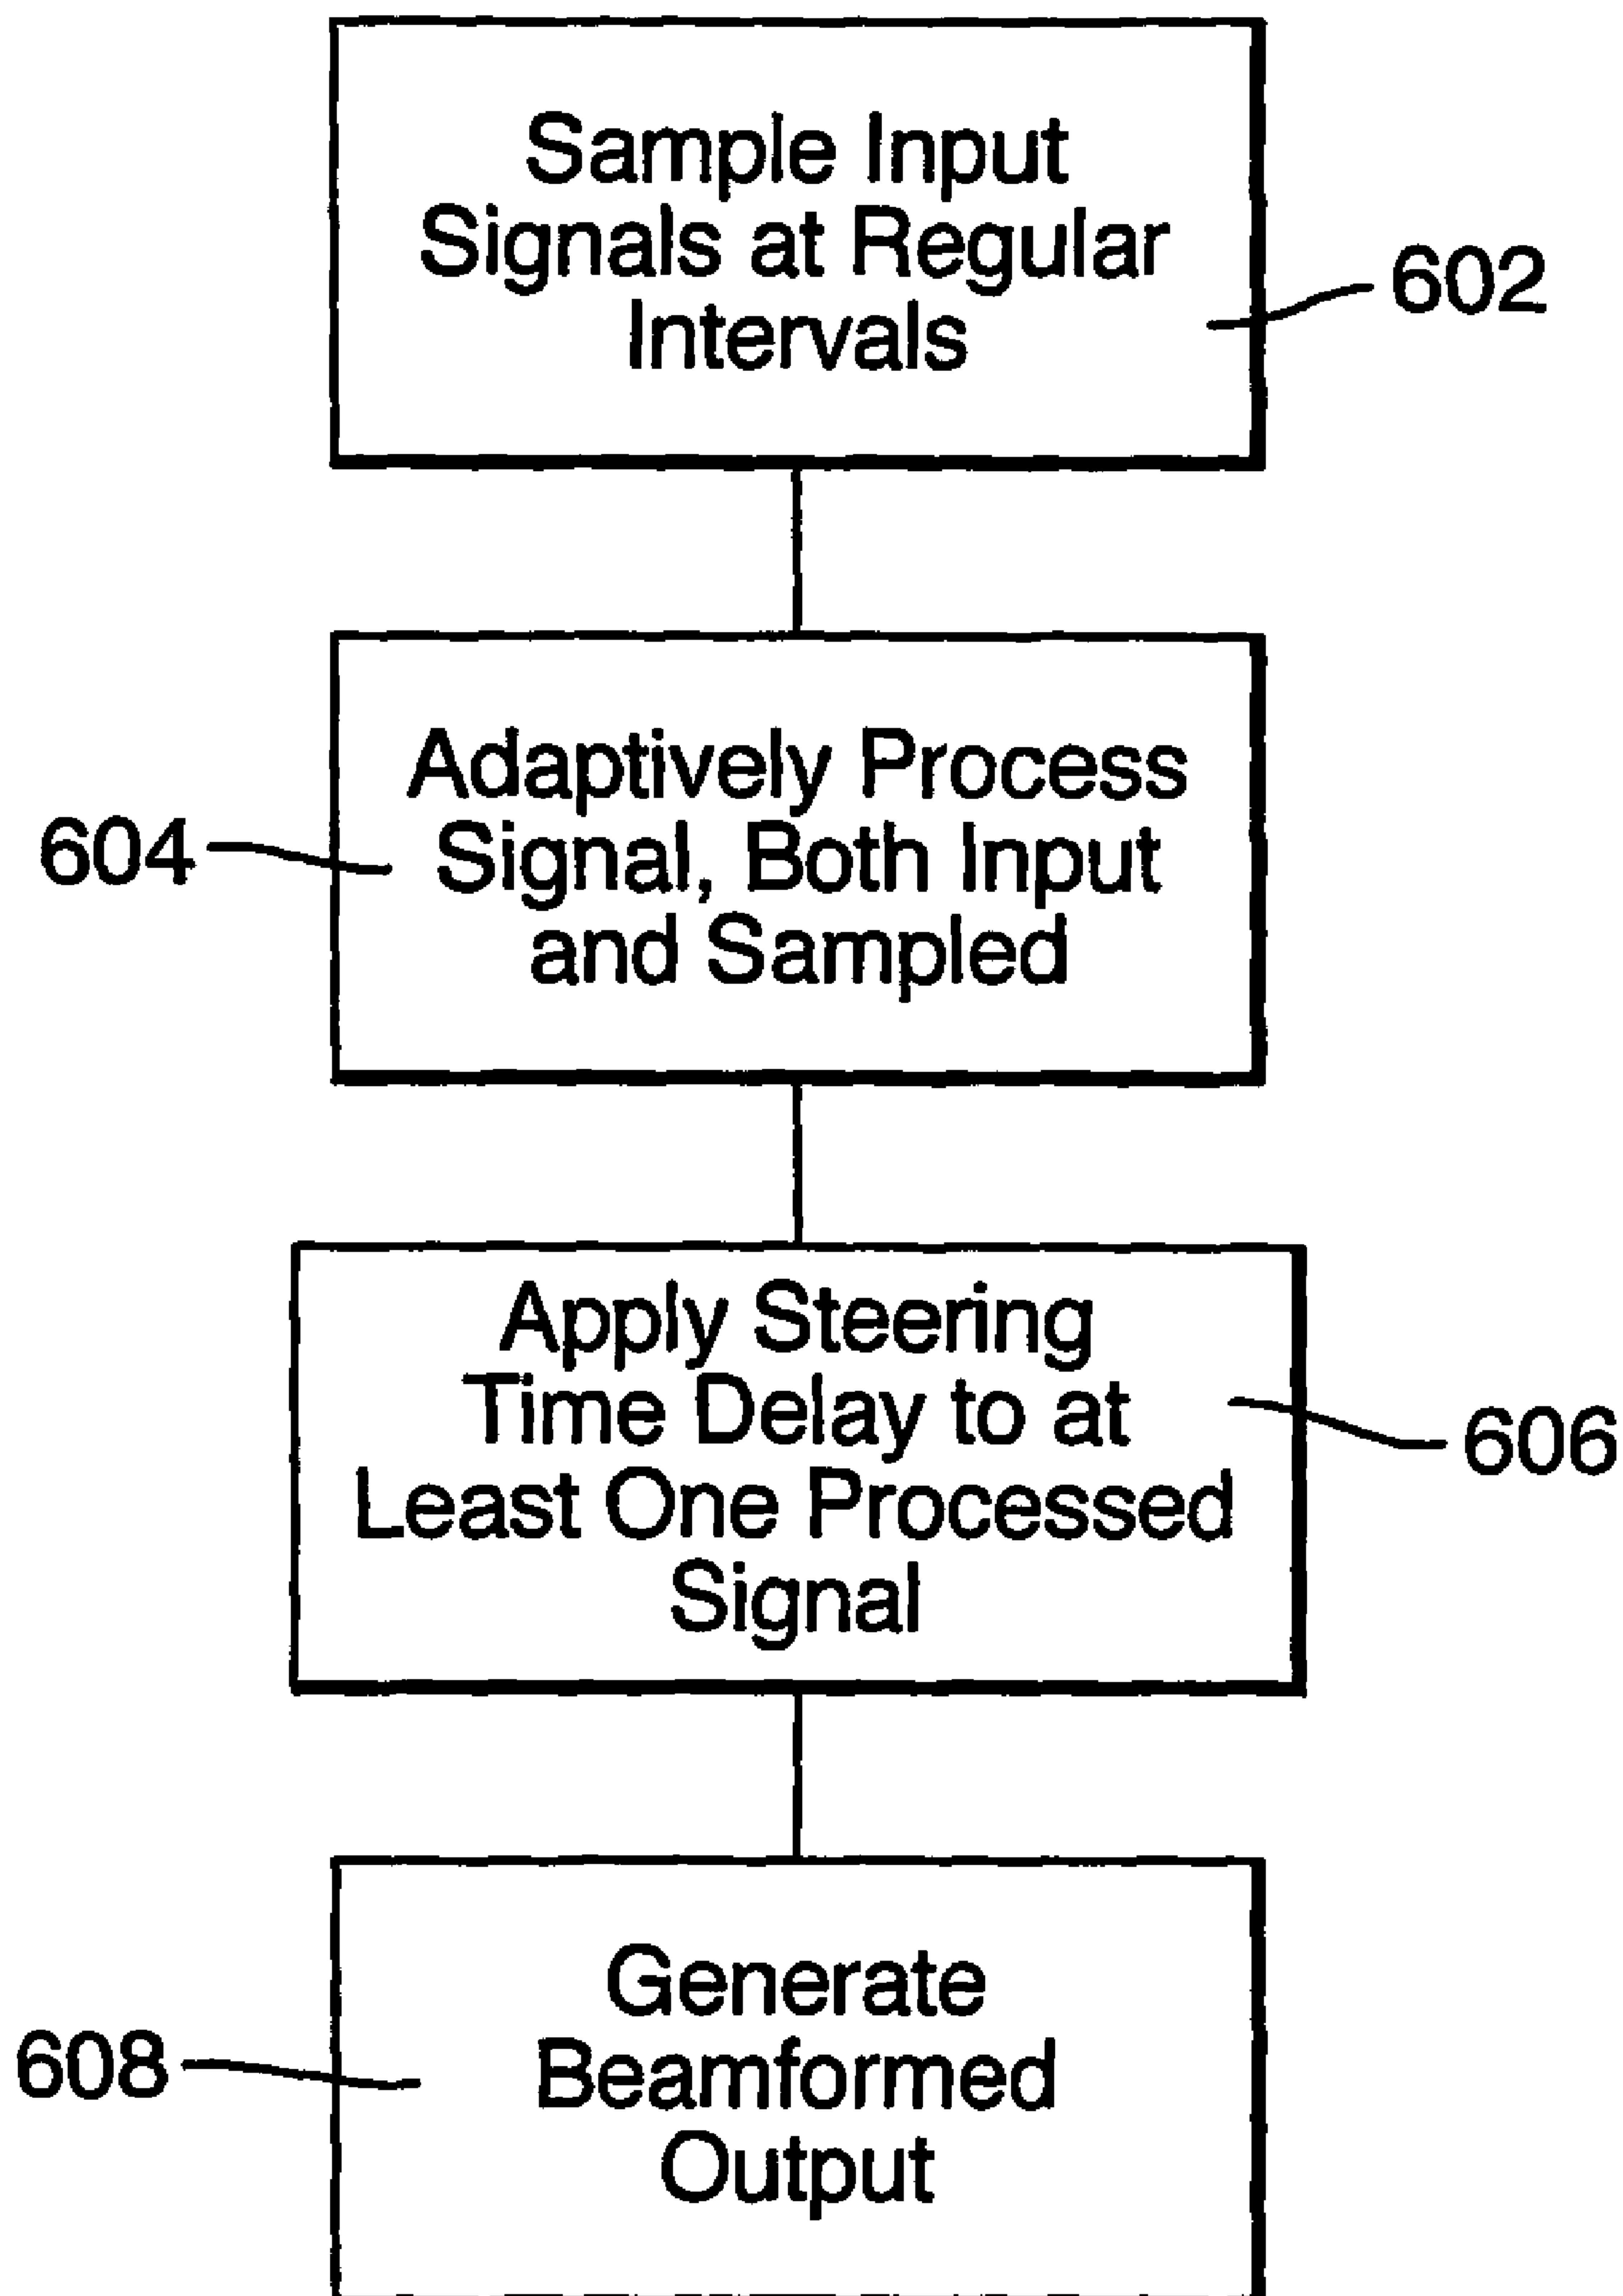 Sample Input
Signals at Regular
Intervals
602
Adaptively Process
Signal, Both Input
and Sampled
604
Apply Steering
Time Delay to at
Least One Processed
Signal
606
Generate
Beamformed
Output
608